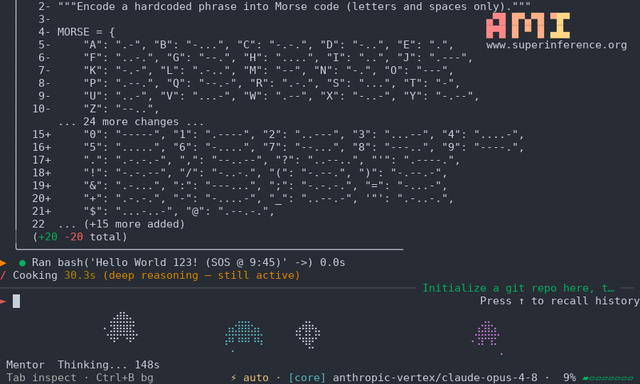 2- """Encode a hardcoded phrase into Morse code (letters and spaces only)."""
3-
4- MORSE = {
5- "A": ".-", "B": "-...", "C": "-.-.", "D": "-..", "E": ".",
6- "F": "..-.", "G": "--.", "H": "....", "I": "..", "J": ".---",
7- "K": "-.-", "L": ".-..", "M": "--", "N": "-.", "O": "---",
8- "P": ".--.", "Q": "--.-", "R": ".-.", "S": "...", "T": "-",
9- "U": "..-", "V": "...-", "W": ".--", "X": "-..-", "Y": "-.--",
10- "Z": "--..",
... 24 more changes ...
15+ "0": "-----", "1": ".----", "2": "..---", "3": "...--", "4": "....-",
16+ "5": ".....", "6": "-....", "7": "--...", "8": "---..", "9": "----.",
17+ ".": ".-.-.-", ",": "--..--", "?": "..--..", "'": ".----.",
18+ "!": "-.-.--", "/": "-..-.", "(": "-.--.", ")": "-.--.-",
19+ "&": ".-...", ":": "---...", ";": "-.-.-.", "=": "-...-",
20+ "+": ".-.-.", "-": "-....-", "_": "..--.-", '"': ".-..-.",
21+ "$": "...-..-", "@": ".--.-.",
22 ... (+15 more added)
(+20 -20 total)
www.superinference.org
Ran bash('Hello World 123! (SOS @ 9:45)' ->) 0.0s
/ Cooking 30.3s (deep reasoning — still active)
Initialize a git repo here, t…
Press ↑ to recall history
Mentor Thinking... 148s
Tab inspect · Ctrl+B bg
⚡ auto · [core] anthropic-vertex/claude-opus-4-8 · 9%